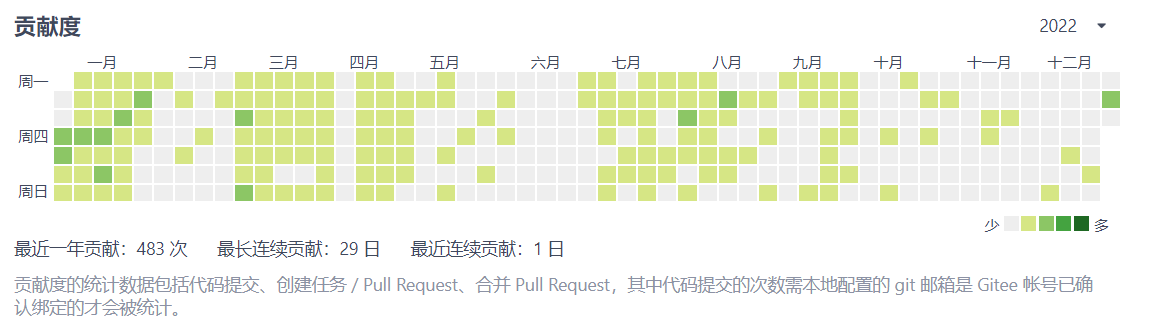 贡献度
2022
一月 二月 三月 四月 五月 六月 七月 八月 九月 十月 十一月 十二月
周一
周四
周日
少 多
最近一年贡献：483 次 最长连续贡献：29 日 最近连续贡献：1 日
贡献度的统计数据包括代码提交、创建任务 / Pull Request、合并 Pull Request，其中代码提交的次数需本地配置的 git 邮箱是 Gitee 帐号已确
认绑定的才会被统计。